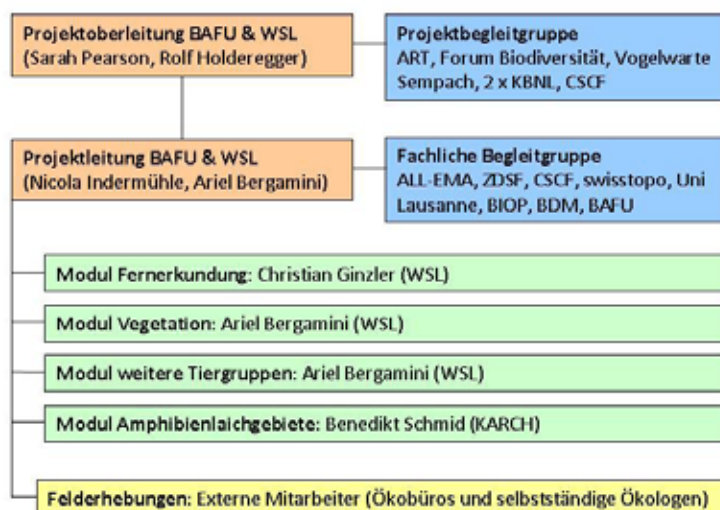 Projektoberleitung BAFU & WSL
(Sarah Pearson, Rolf Holderegger)
Projektbegleitgruppe
ART, Forum Biodiversität, Vogelwarte
Sempach, 2 x KBNL, CSCF
Projektleitung BAFU & WSL
(Nicola Indermühle, Ariel Bergamini)
Fachliche Begleitgruppe
ALL-EMA, ZDSF, CSCF, swisstopo, Uni
Lausanne, BIOP, BDM, BAFU
Modul Fernerkundung: Christian Ginzler (WSL)
Modul Vegetation: Ariel Bergamini (WSL)
Modul weitere Tiergruppen: Ariel Bergamini (WSL)
Modul Amphibienlaichgebiete: Benedikt Schmid (KARCH)
Felderhebungen: Externe Mitarbeiter (Ökobüros und selbstständige Ökologen)